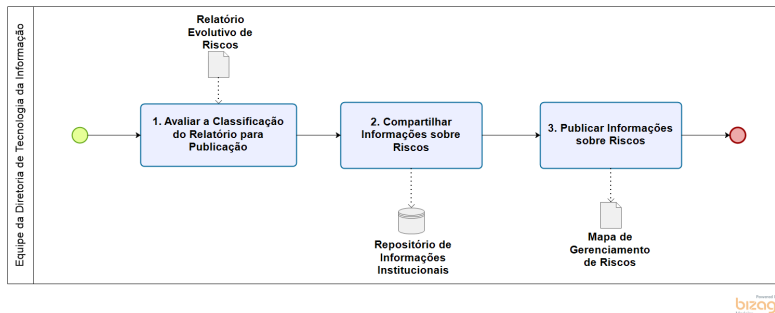 Equipe da Diretoria de Tecnologia da Informação
Relatório
Evolutivo de
Riscos
1. Avaliar a Classificação
do Relatório para
Publicação
2. Compartilhar
Informações sobre
Riscos
3. Publicar Informações
sobre Riscos
Repositório de
Informações
Institucionais
Mapa de
Gerenciamento
de Riscos
Powered
bizag